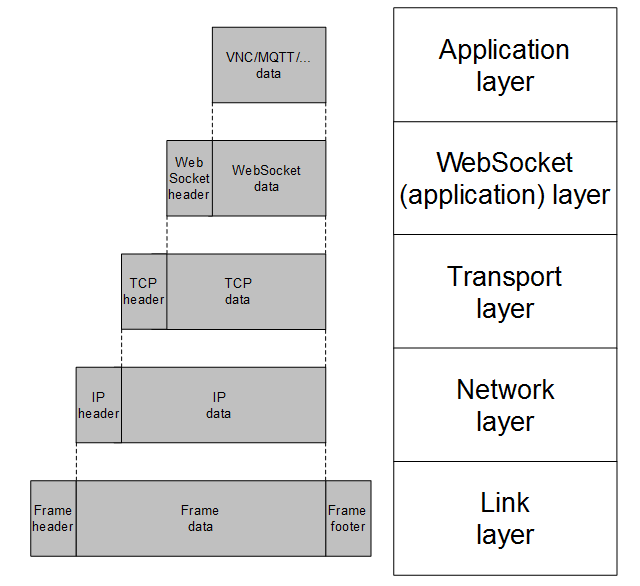 VNC/MQTT/...
data
Application
layer
Web
Socket
header
WebSocket
data
WebSocket
(application) layer
TCP
header
TCP
data
Transport
layer
IP
header
IP
data
Network
layer
Frame
header
Frame
data
Frame
footer
Link
layer